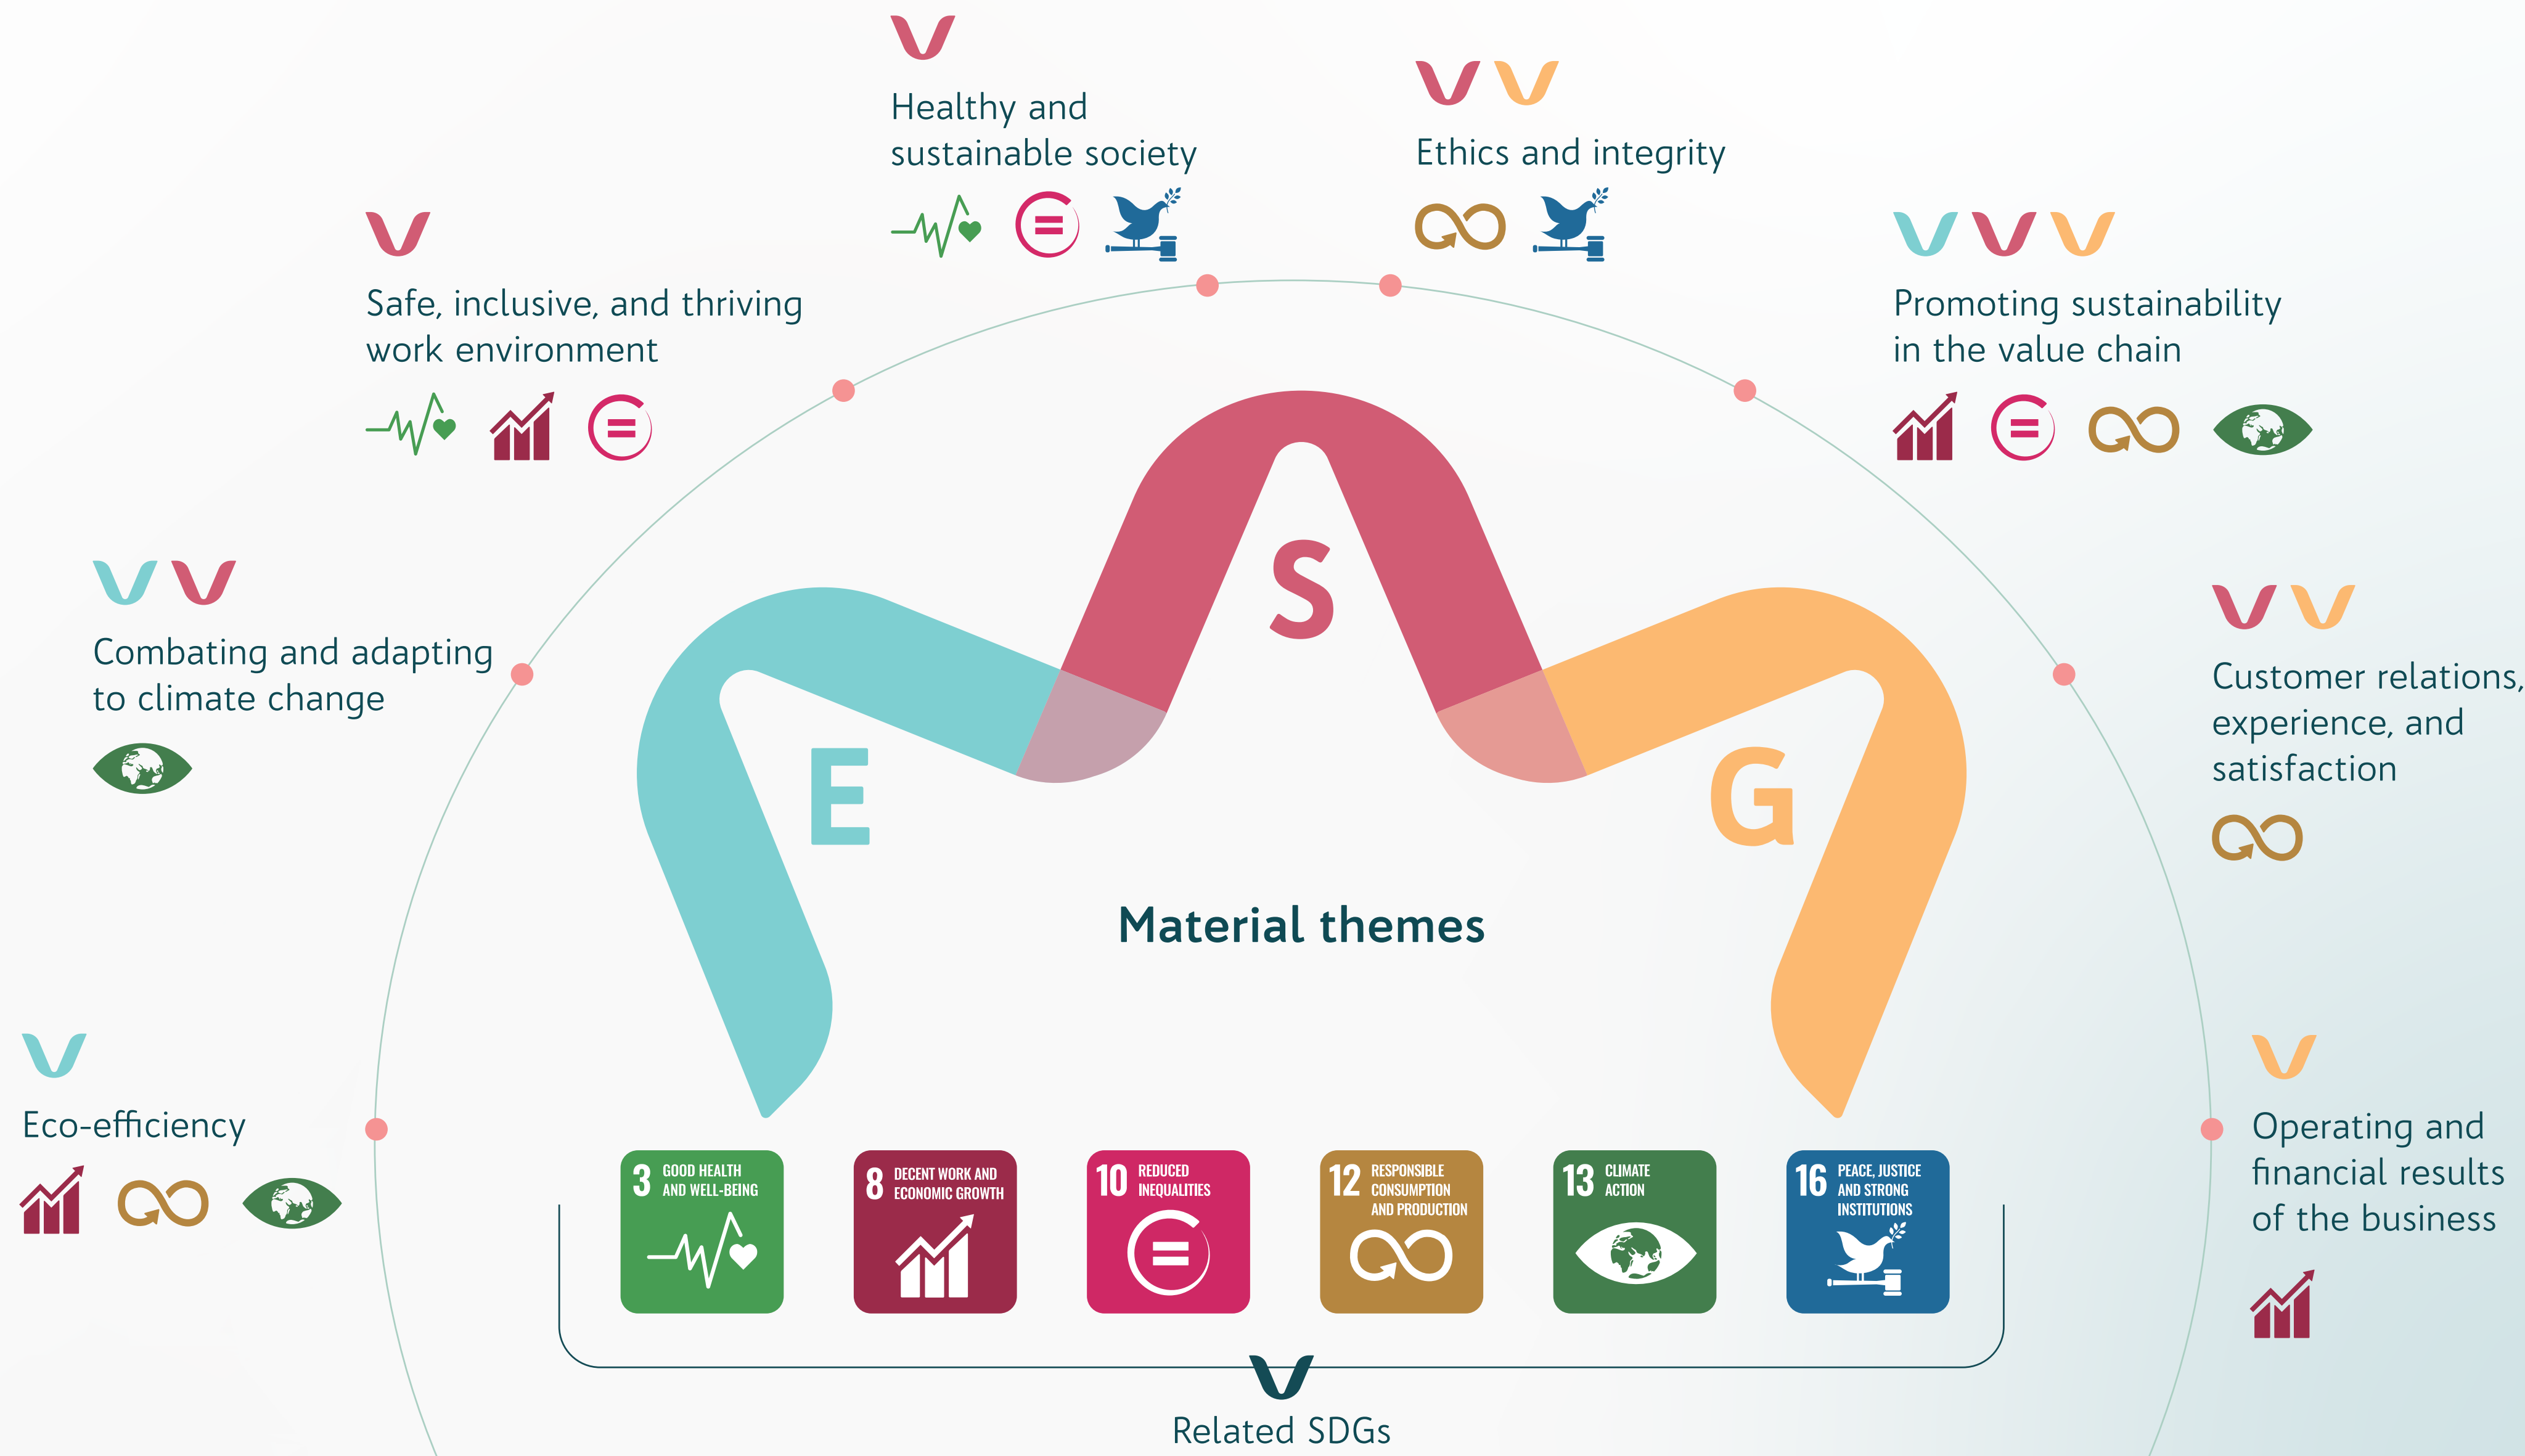 Healthy and
sustainable society
Ethics and integrity
Safe, inclusive, and thriving
work environment
Promoting sustainability
in the value chain
Combating and adapting
to climate change
Customer relations,
experience, and
satisfaction
Eco-efficiency
Operating and
financial results
of the business
S
E
G
Material themes
3 GOOD HEALTH
AND WELL-BEING
8 DECENT WORK AND
ECONOMIC GROWTH
10 REDUCED
INEQUALITIES
12 RESPONSIBLE
CONSUMPTION
AND PRODUCTION
13 CLIMATE
ACTION
16 PEACE, JUSTICE
AND STRONG
INSTITUTIONS
Related SDGs